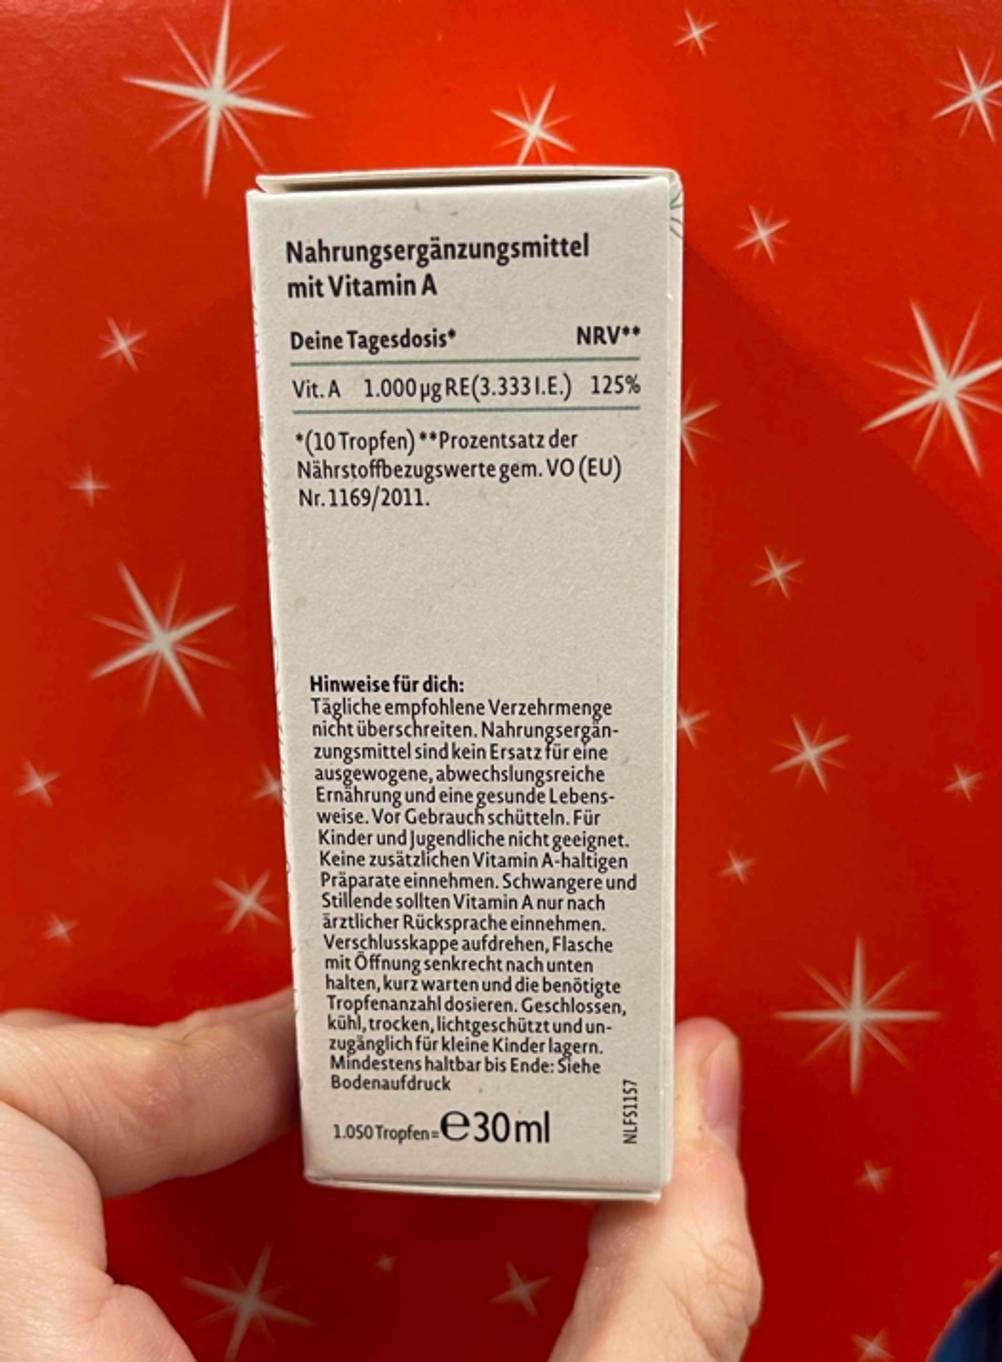 Nahrungsergänzungsmittel
mit Vitamin A
Deine Tagesdosis* NRV**
Vit. A 1.000 µg RE (3.333 I.E.) 125%
*(10 Tropfen) **Prozentsatz der
Nährstoffbezugswerte gem. VO (EU)
Nr. 1169/2011.
Hinweise für dich:
Tägliche empfohlene Verzehrmenge
nicht überschreiten. Nahrungsergän-
zungsmittel sind kein Ersatz für eine
ausgewogene, abwechslungsreiche
Ernährung und eine gesunde Lebens-
weise. Vor Gebrauch schütteln. Für
Kinder und Jugendliche nicht geeignet.
Keine zusätzlichen Vitamin A-haltigen
Präparate einnehmen. Schwangere und
Stillende sollten Vitamin A nur nach
ärztlicher Rücksprache einnehmen.
Verschlusskappe aufdrehen, Flasche
mit Öffnung senkrecht nach unten
halten, kurz warten und die benötigte
Tropfenanzahl dosieren. Geschlossen,
kühl, trocken, lichtgeschützt und un-
zugänglich für kleine Kinder lagern.
Mindestens haltbar bis Ende: Siehe
Bodenaufdruck
1.050 Tropfen = ℮ 30 ml
NLFS1157